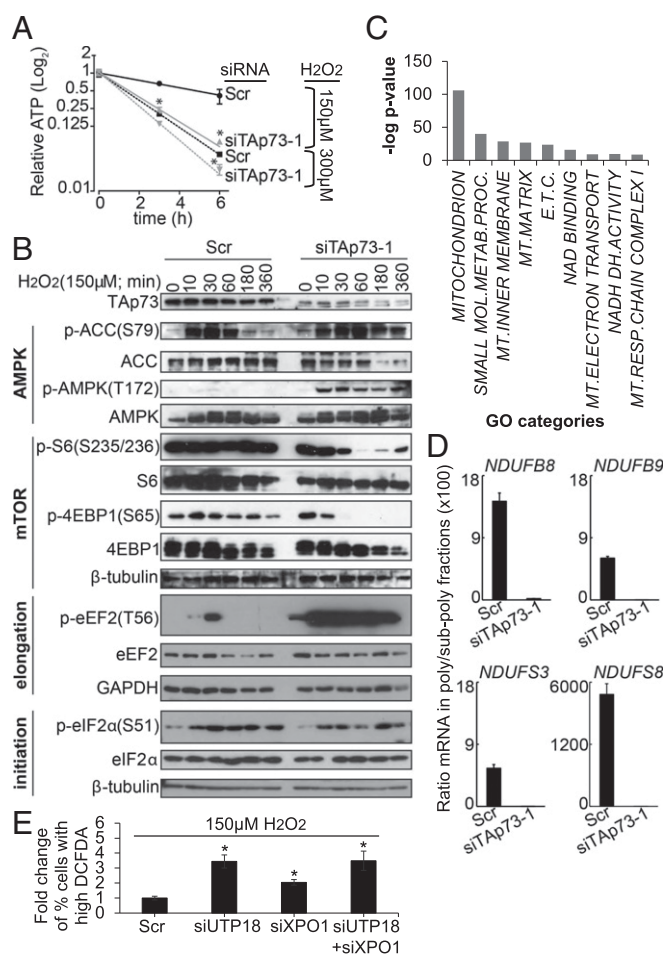 A
Relative ATP (Log2)
2
1
0.5
0.25
0.125
0.01
0 2 4 6
time (h)
siRNA H2O2
Scr
siTAp73-1
Scr
siTAp73-1
150µM 300µM
*
*
*
B
Scr siTAp73-1
H2O2(150µM; min) 0 10 30 60 180 360 0 10 30 60 180 360
TAp73
AMPK
p-ACC(S79)
ACC
p-AMPK(T172)
AMPK
mTOR
p-S6(S235/236)
S6
p-4EBP1(S65)
4EBP1
β-tubulin
elongation
p-eEF2(T56)
eEF2
GAPDH
initiation
p-eIF2α(S51)
eIF2α
β-tubulin
C
-log p-value
150
100
50
0
MITOCHONDRION
SMALL MOL.METAB.PROC.
MT.INNER MEMBRANE
MT.MATRIX
E.T.C.
NAD BINDING
MT.ELECTRON TRANSPORT
NADH DH.ACTIVITY
MT.RESP.CHAIN COMPLEX I
GO categories
D
Ratio mRNA in poly/sub-poly fractions (x100)
NDUFB8
18
9
0
Scr
siTAp73-1
NDUFB9
18
9
0
Scr
siTAp73-1
NDUFS3
18
9
0
Scr
siTAp73-1
NDUFS8
6000
1200
0
Scr
siTAp73-1
E
150µM H2O2
Fold change
of % cells with
high DCFDA
6
5
4
3
2
1
0
* * *
Scr siUTP18 siXPO1 siUTP18
+siXPO1